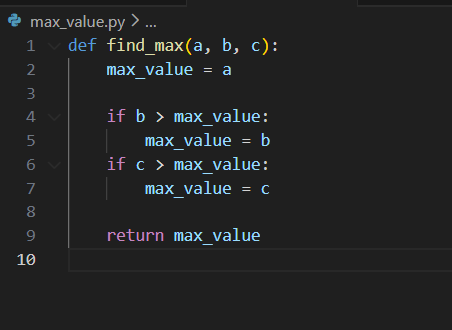 max_value.py > ...
1 def find_max(a, b, c):
2     max_value = a
3
4     if b > max_value:
5         max_value = b
6     if c > max_value:
7         max_value = c
8
9     return max_value
10